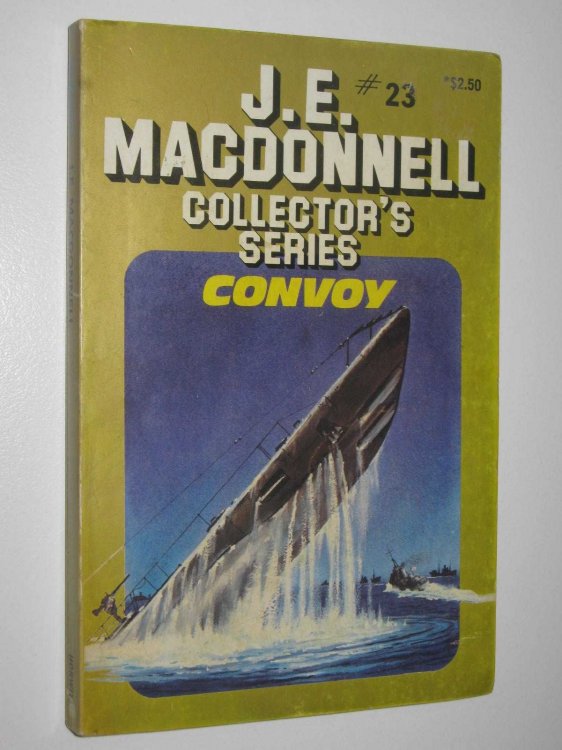 J.E. #23 *$2.50
MACDONNELL
COLLECTOR'S
SERIES
CONVOY